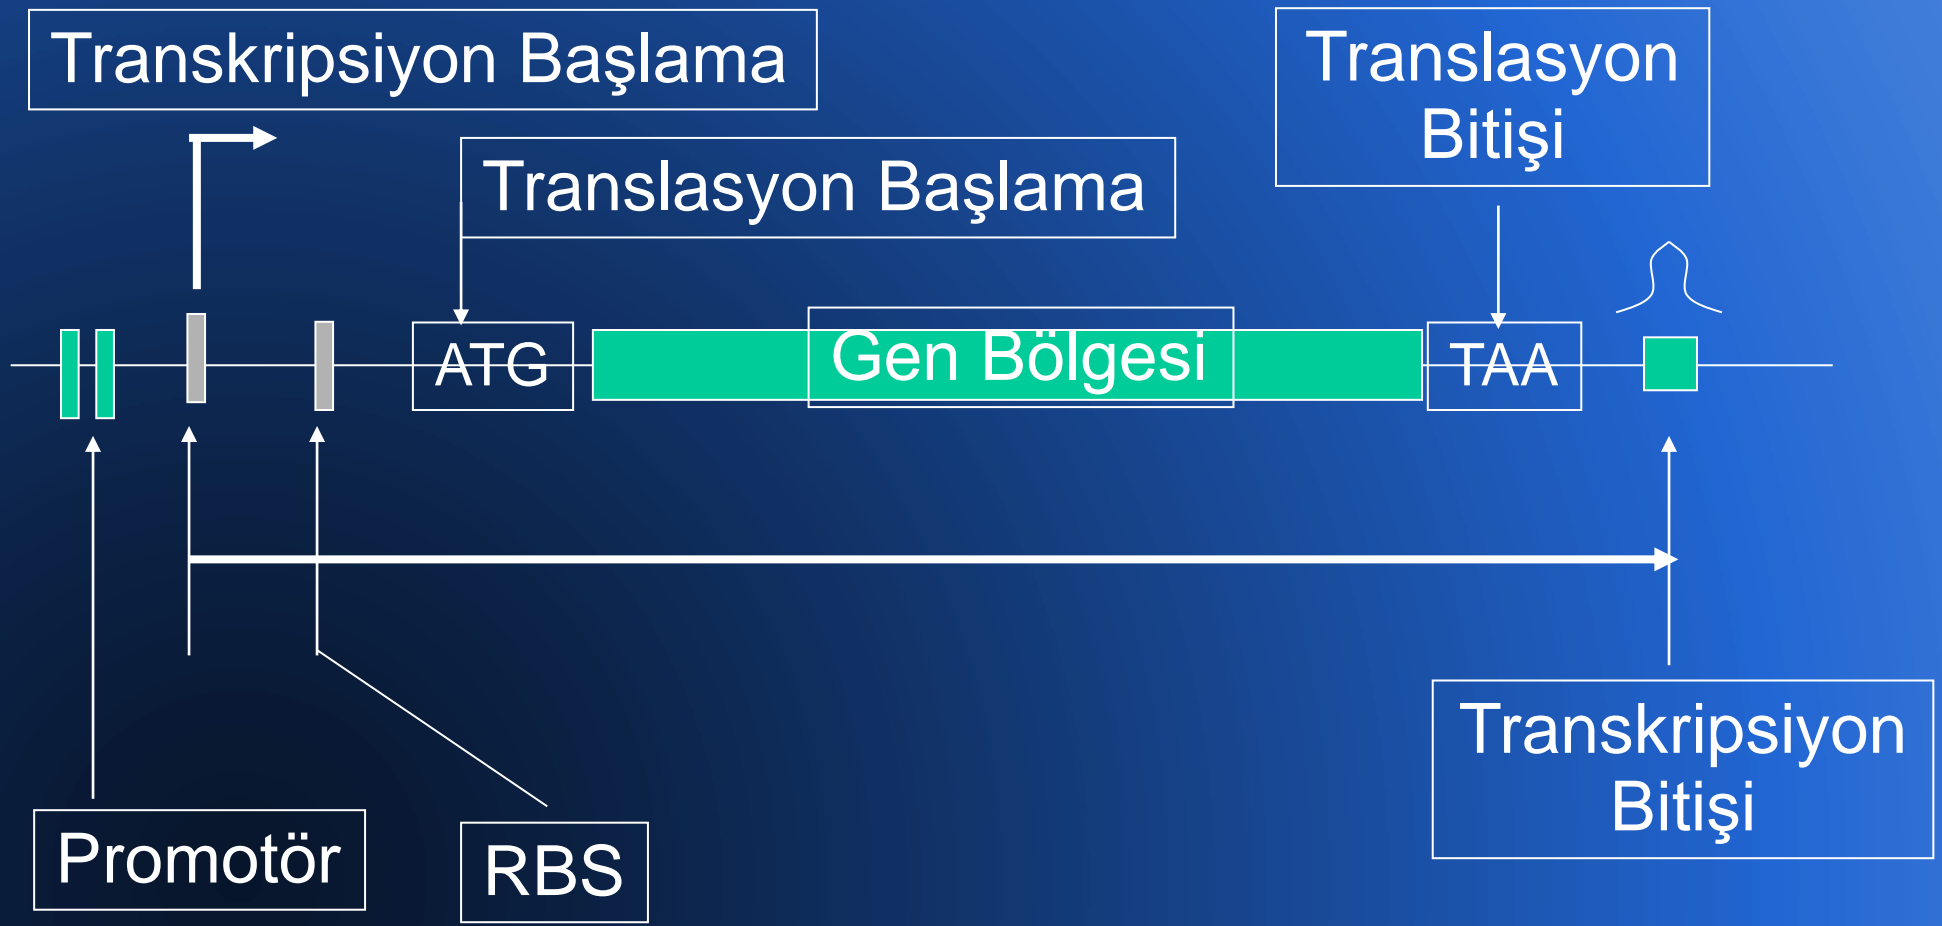 Transkripsiyon Başlama
Translasyon
Bitişi
Translasyon Başlama
ATG
Gen Bölgesi
TAA
Transkripsiyon
Bitişi
Promotör
RBS